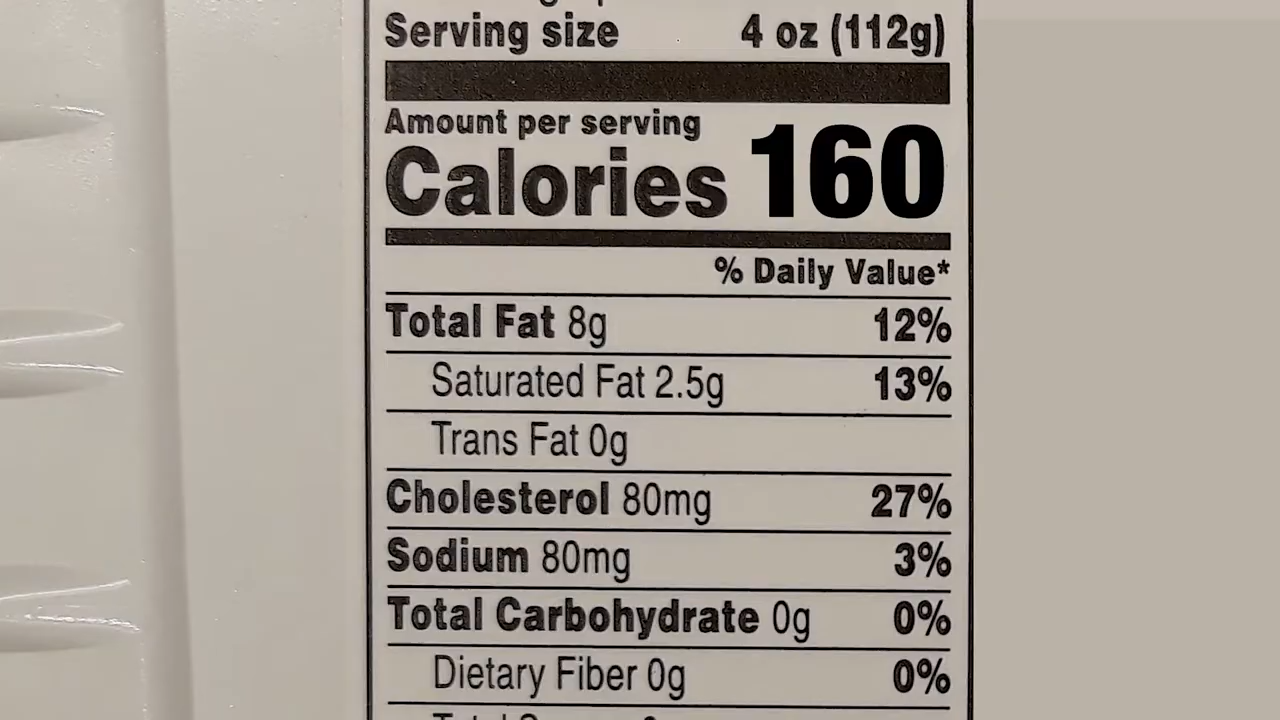 Serving size 4 oz (112g)
Amount per serving
Calories 160
% Daily Value*
Total Fat 8g 12%
Saturated Fat 2.5g 13%
Trans Fat 0g
Cholesterol 80mg 27%
Sodium 80mg 3%
Total Carbohydrate 0g 0%
Dietary Fiber 0g 0%